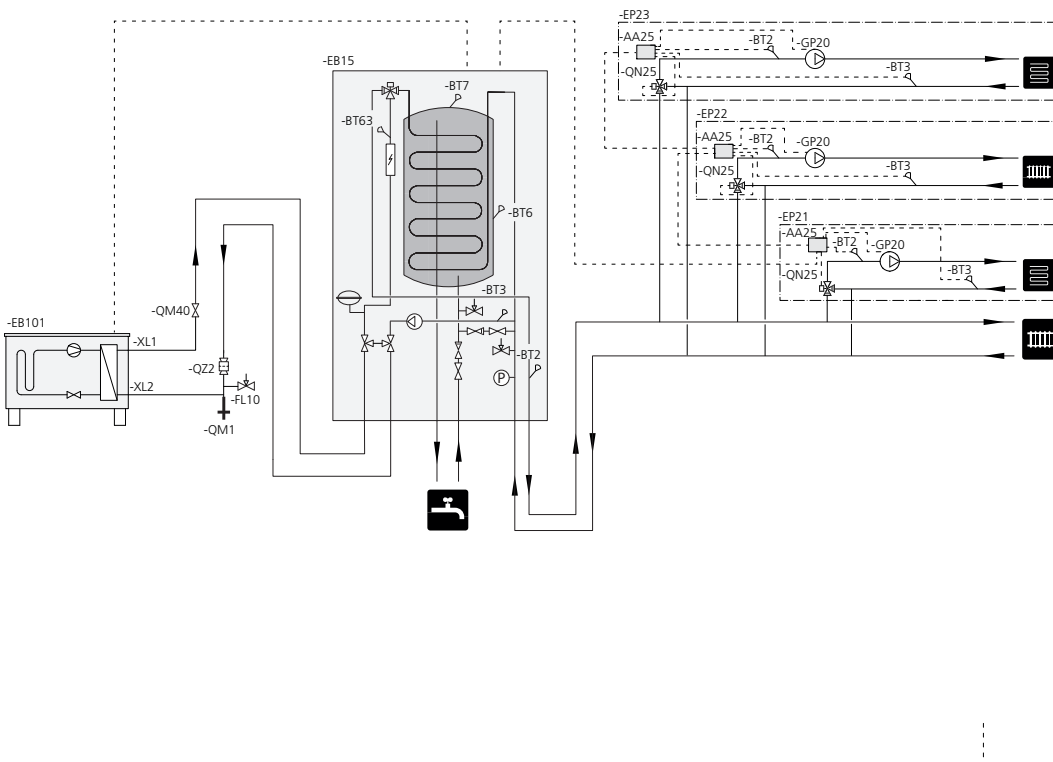 -EP23
-AA25
-BT2
-GP20
-BT3
-QN25
-EB15
-BT7
-BT63
-BT6
-BT3
-BT2
P
-EP22
-AA25
-BT2
-GP20
-BT3
-QN25
-EP21
-AA25
-BT2
-GP20
-BT3
-QN25
-EB101
-XL1
-XL2
-QM40
-QZ2
-FL10
-QM1